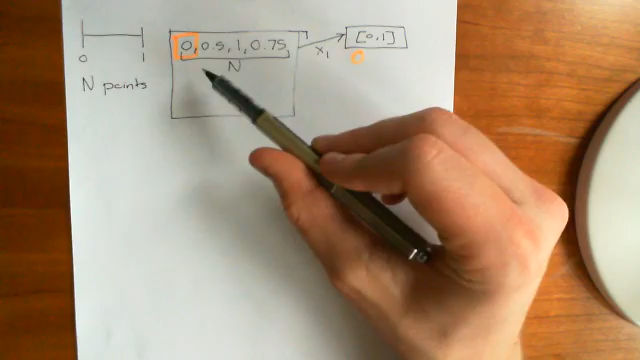 0 1
N points
0, 0.5, 1, 0.75
N
x₁
[0,1]
0